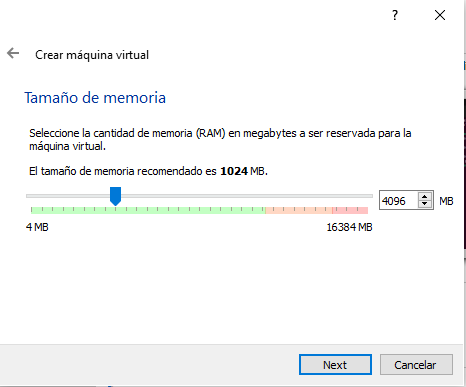 ?
Crear máquina virtual
Tamaño de memoria
Seleccione la cantidad de memoria (RAM) en megabytes a ser reservada para la
máquina virtual.
El tamaño de memoria recomendado es 1024 MB.
4096 MB
4 MB 16384 MB
Next Cancelar